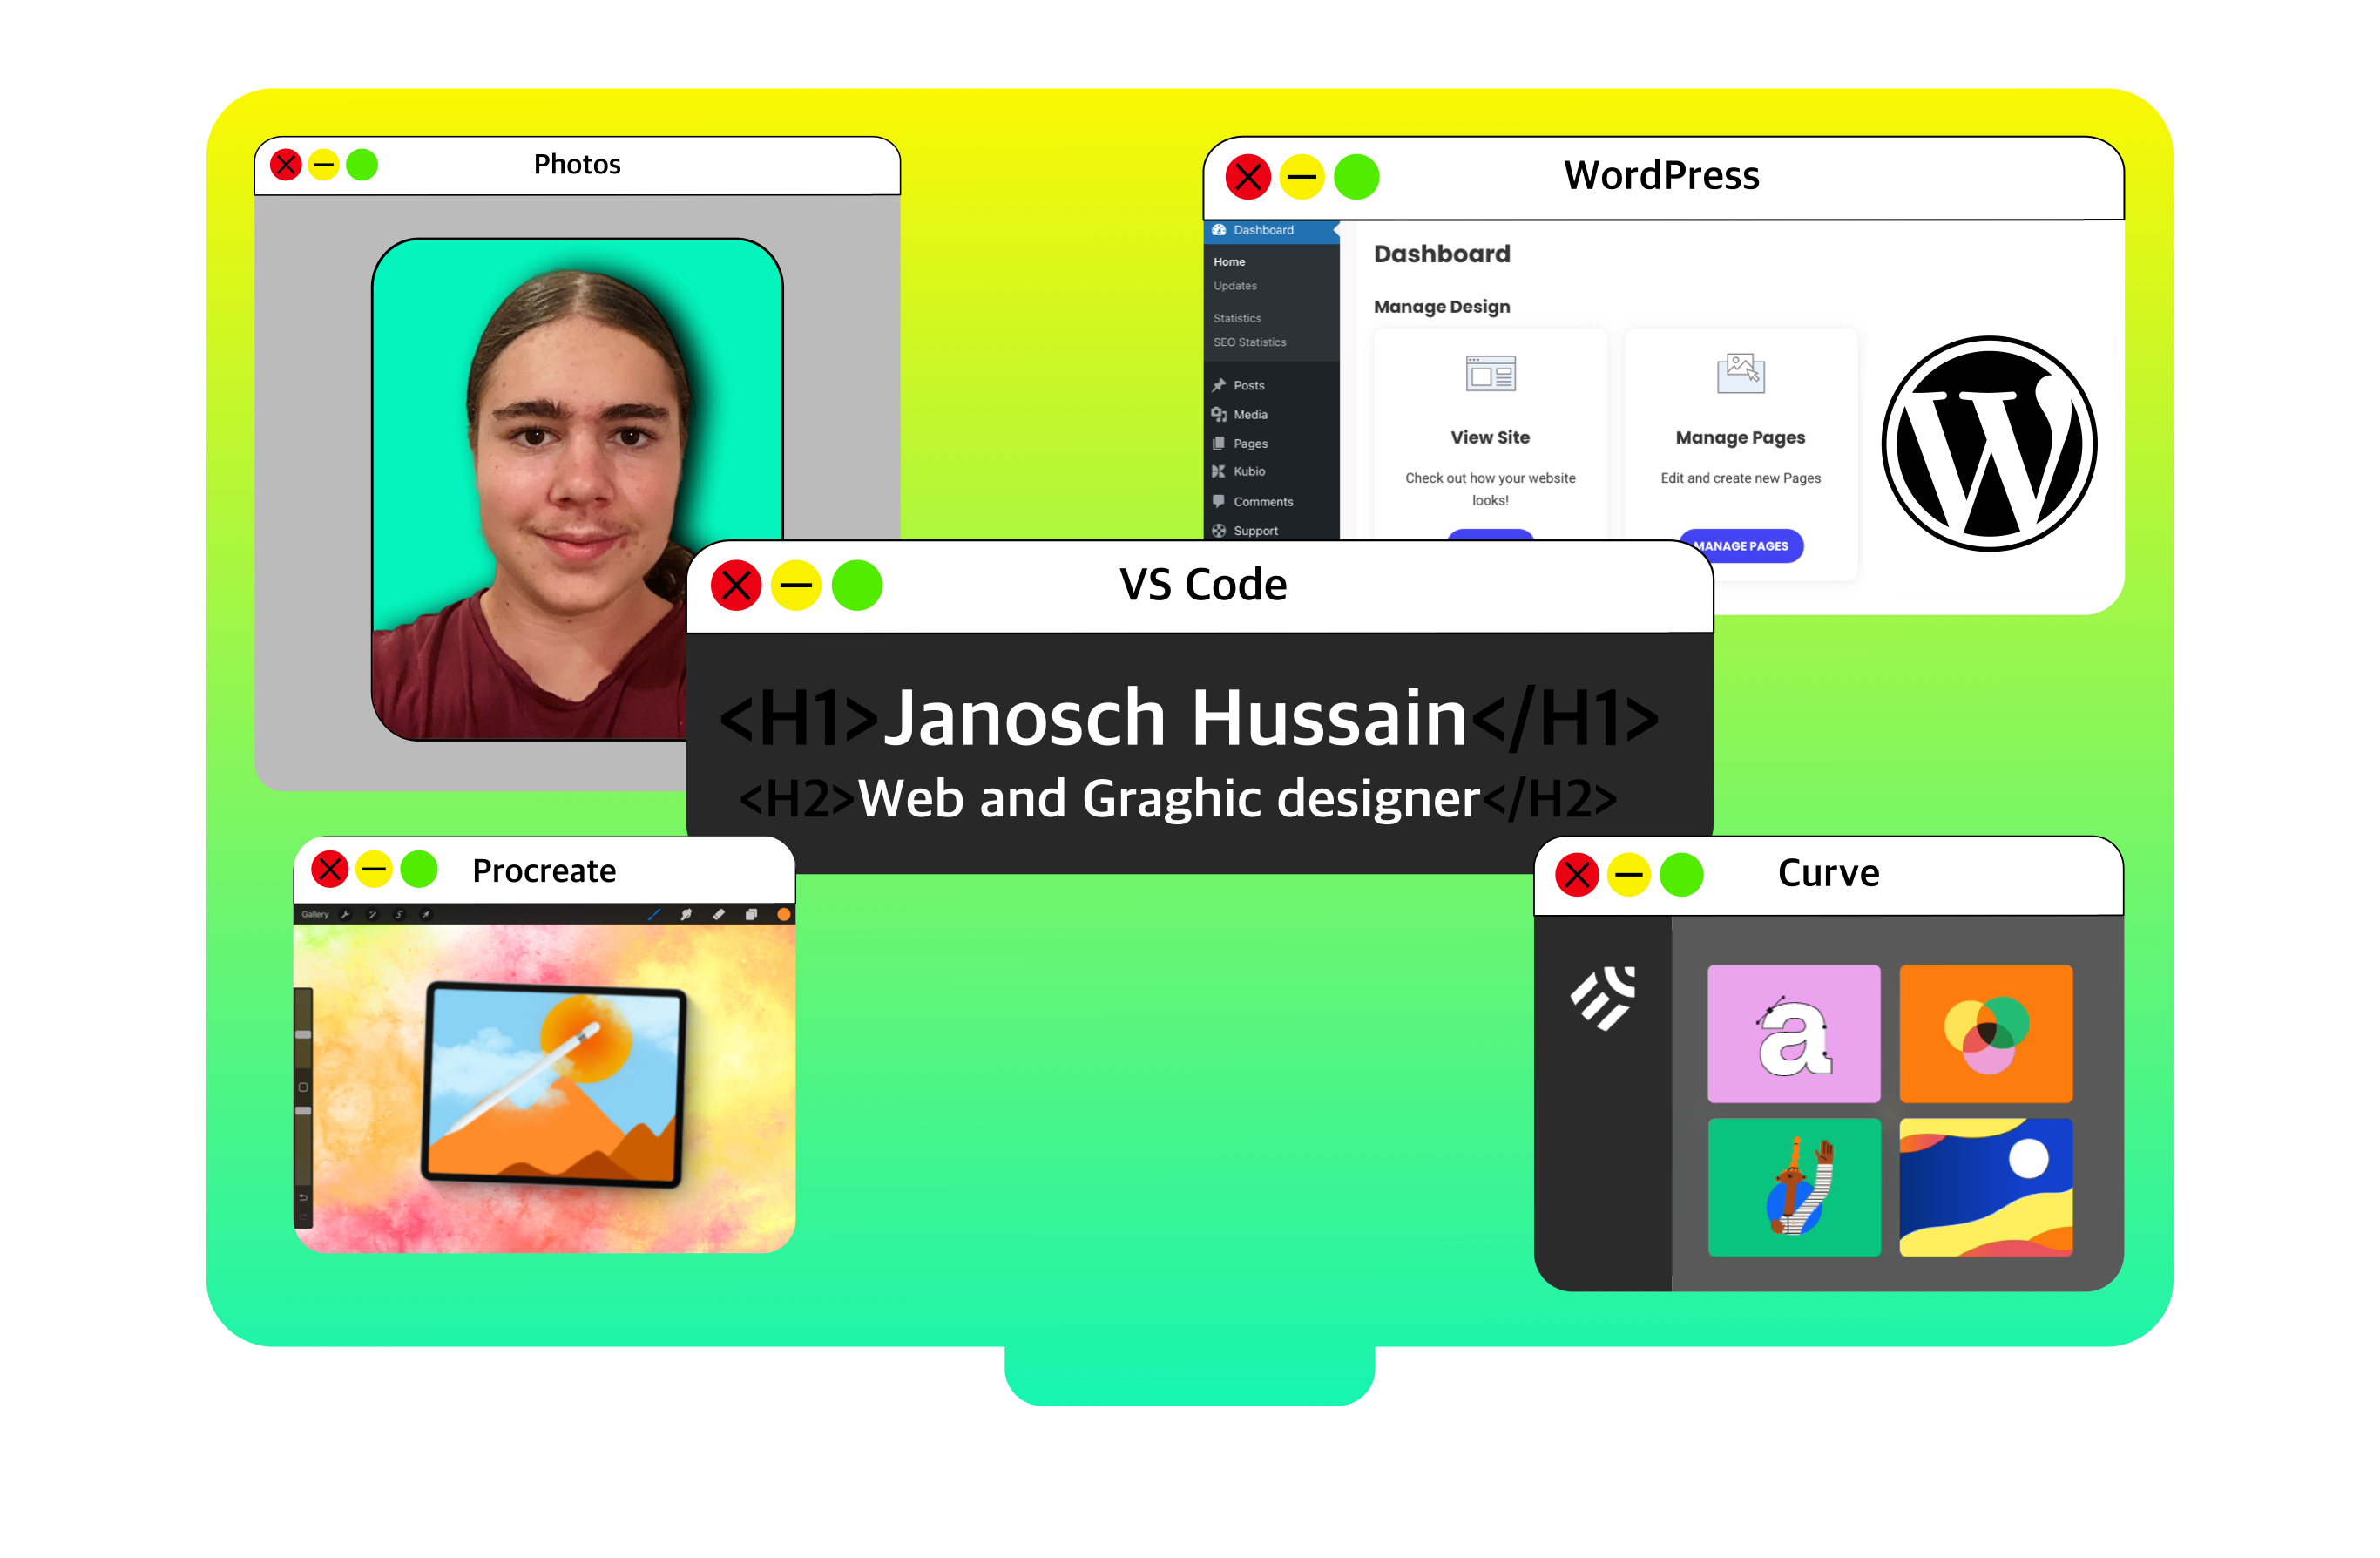 Photos
WordPress
Dashboard
Home
Updates
Statistics
SEO Statistics
Posts
Media
Pages
Kubio
Comments
Support
Dashboard
Manage Design
View Site
Check out how your website
looks!
Manage Pages
Edit and create new Pages
MANAGE PAGES
W
VS Code
<H1>Janosch Hussain</H1>
<H2>Web and Graghic designer</H2>
Procreate
Gallery
Curve
a